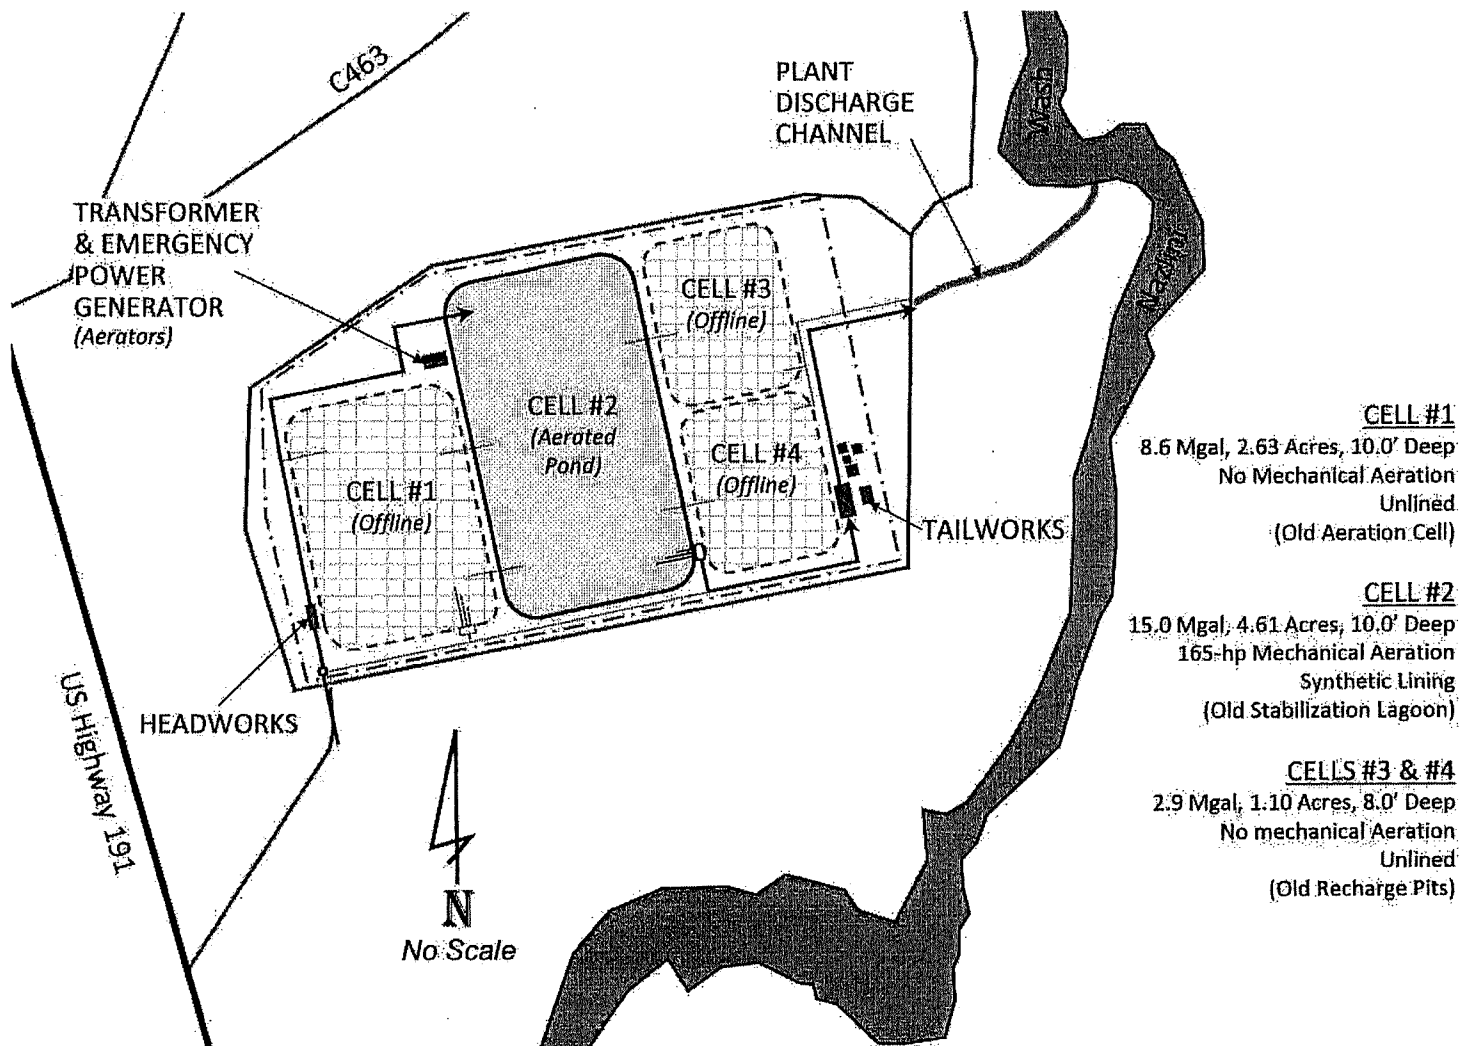 C463
PLANT
DISCHARGE
CHANNEL
Wash
TRANSFORMER
& EMERGENCY
POWER
GENERATOR
(Aerators)
Nazlini
CELL #3
(Offline)
CELL #2
(Aerated
Pond)
CELL #4
(Offline)
CELL #1
(Offline)
TAILWORKS
HEADWORKS
US Highway 191
N
No Scale
CELL #1
8.6 Mgal, 2.63 Acres, 10.0' Deep
No Mechanical Aeration
Unlined
(Old Aeration Cell)
CELL #2
15.0 Mgal, 4.61 Acres, 10.0' Deep
165-hp Mechanical Aeration
Synthetic Lining
(Old Stabilization Lagoon)
CELLS #3 & #4
2.9 Mgal, 1.10 Acres, 8.0' Deep
No mechanical Aeration
Unlined
(Old Recharge Pits)